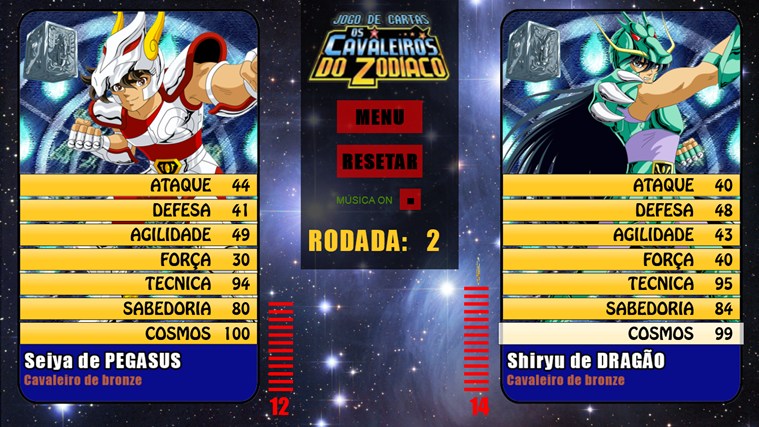 ATAQUE 44
DEFESA 41
AGILIDADE 49
FORÇA 30
TECNICA 94
SABEDORIA 80
COSMOS 100
Seiya de PEGASUS
Cavaleiro de bronze
12
JOGO DE CARTAS
OS
CAVALEIROS
DO ZODIACO
MENU
RESETAR
MÚSICA ON
RODADA: 2
ATAQUE 40
DEFESA 48
AGILIDADE 43
FORÇA 40
TECNICA 95
SABEDORIA 84
COSMOS 99
Shiryu de DRAGÃO
Cavaleiro de bronze
14